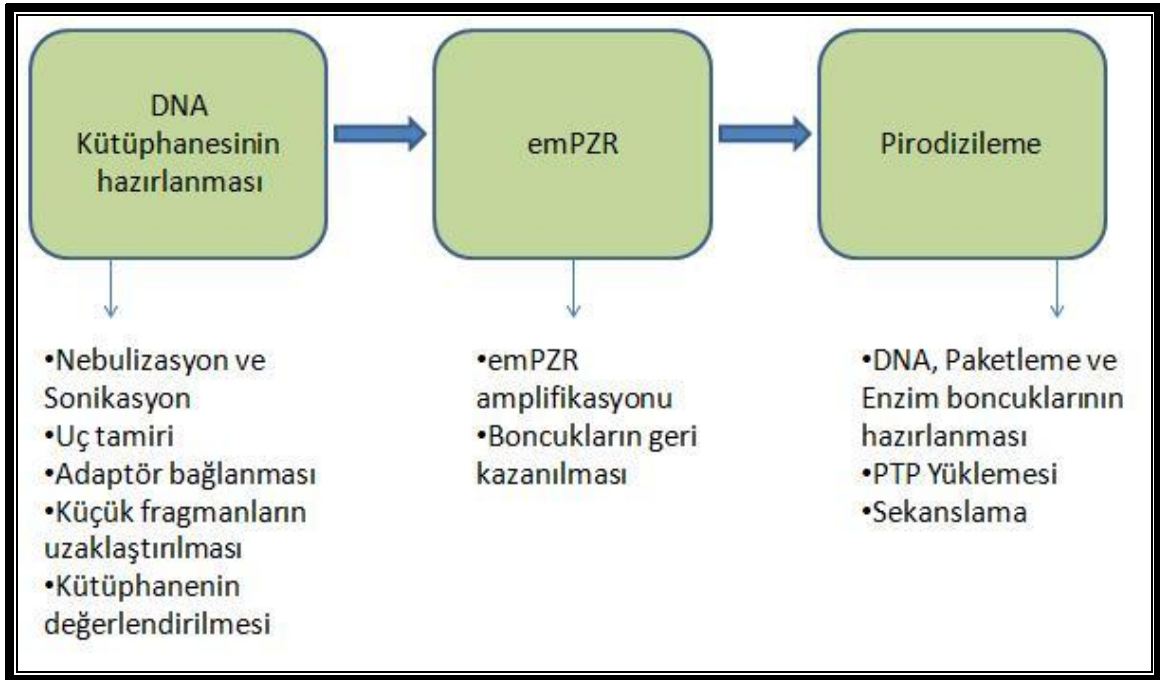 DNA
Kütüphanesinin
hazırlanması
emPZR
Pirodizileme
•Nebulizasyon ve
Sonikasyon
•Uç tamiri
•Adaptör bağlanması
•Küçük fragmanların
uzaklaştırılması
•Kütüphanenin
değerlendirilmesi
•emPZR
amplifikasyonu
•Boncukların geri
kazanılması
•DNA, Paketleme ve
Enzim boncuklarının
hazırlanması
•PTP Yüklemesi
•Sekanslama